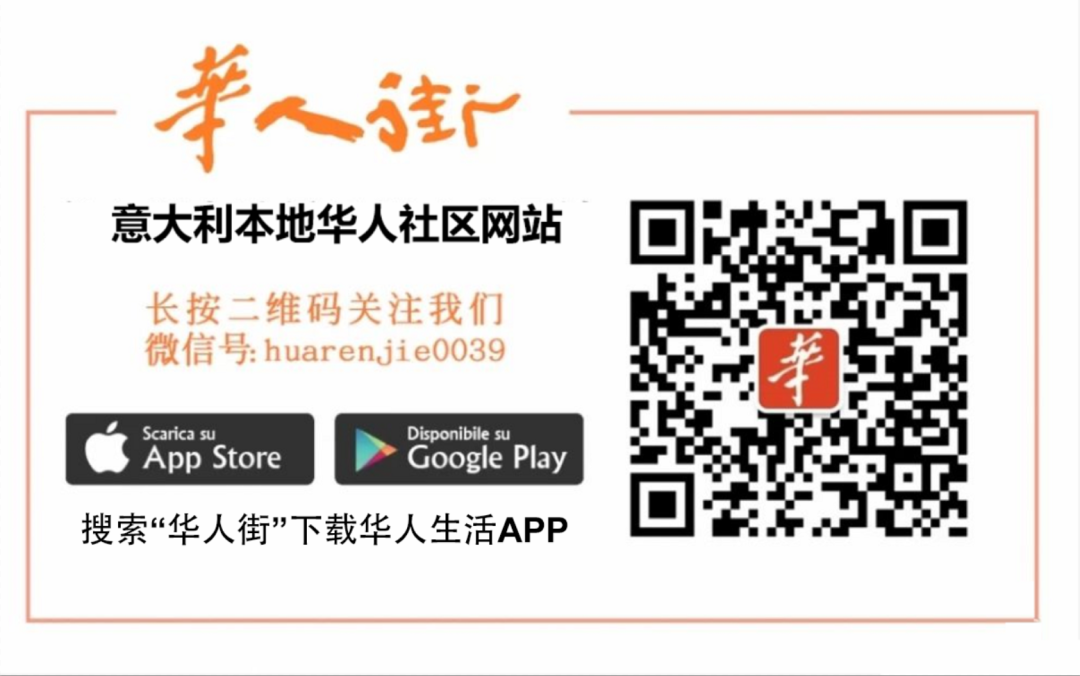 華人街
意大利本地华人社区网站
长按二维码关注我们
微信号:huarenjie0039
Scarica su
App Store
Disponibile su
Google Play
搜索“华人街”下载华人生活APP
華